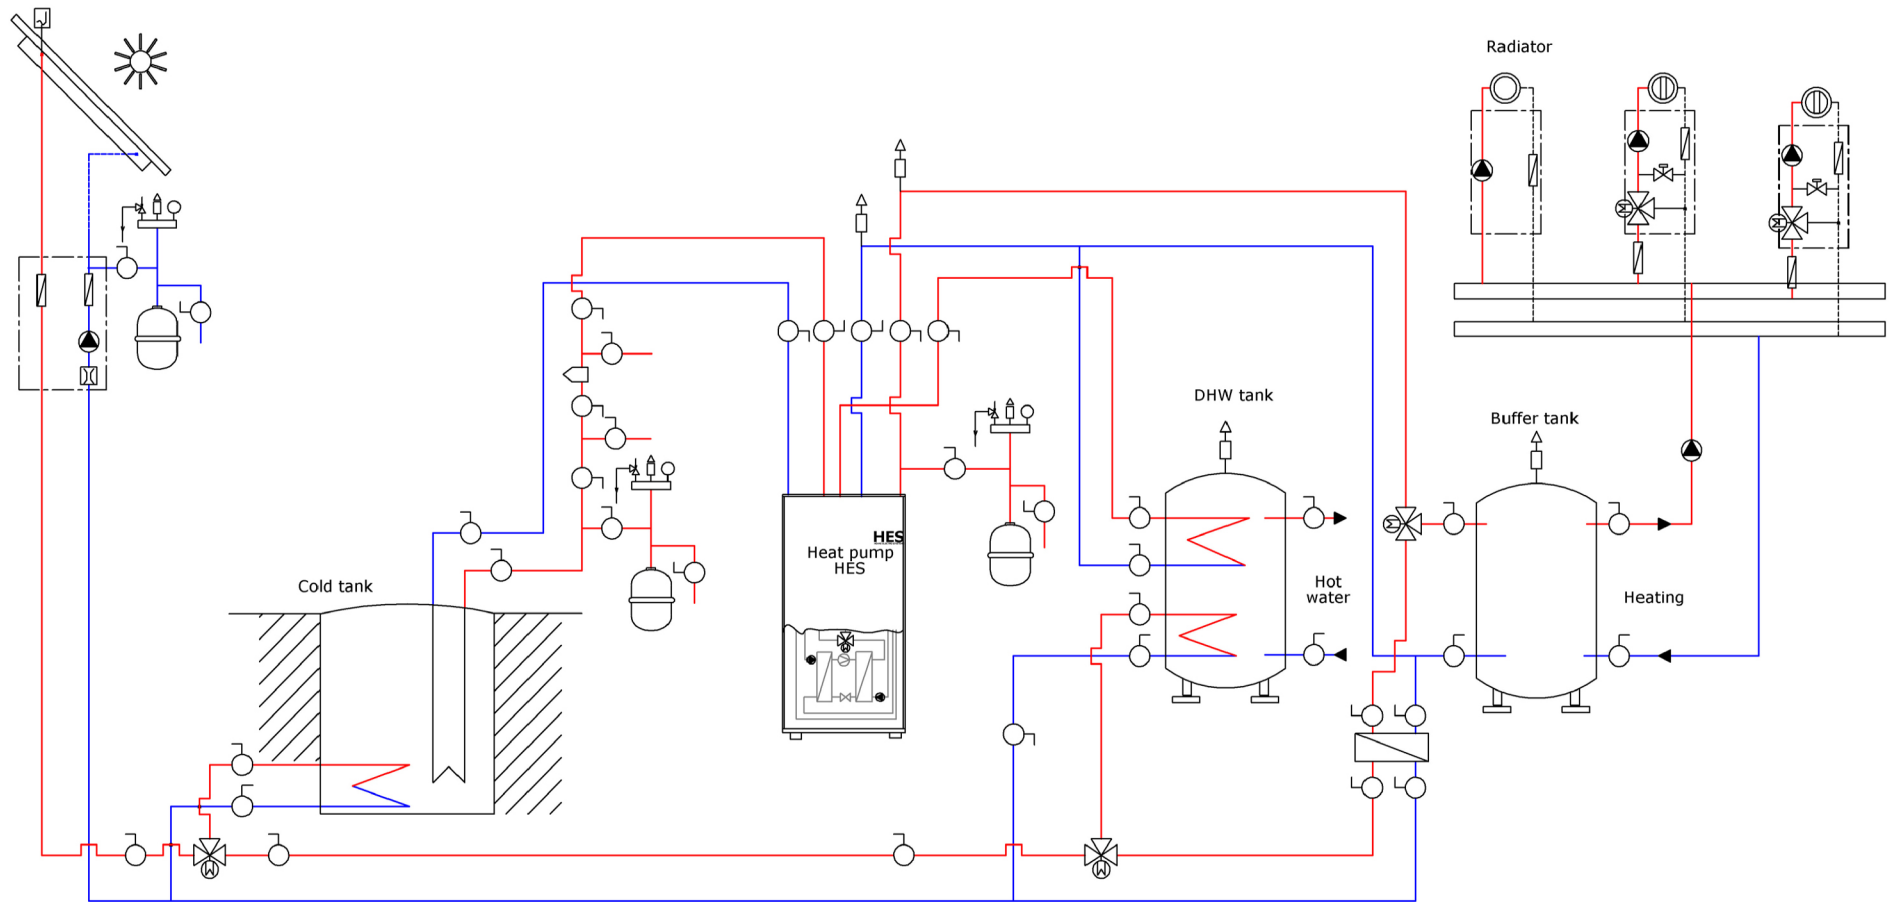 Radiator
DHW tank
Buffer tank
HES
Heat pump
HES
Cold tank
Hot
water
Heating